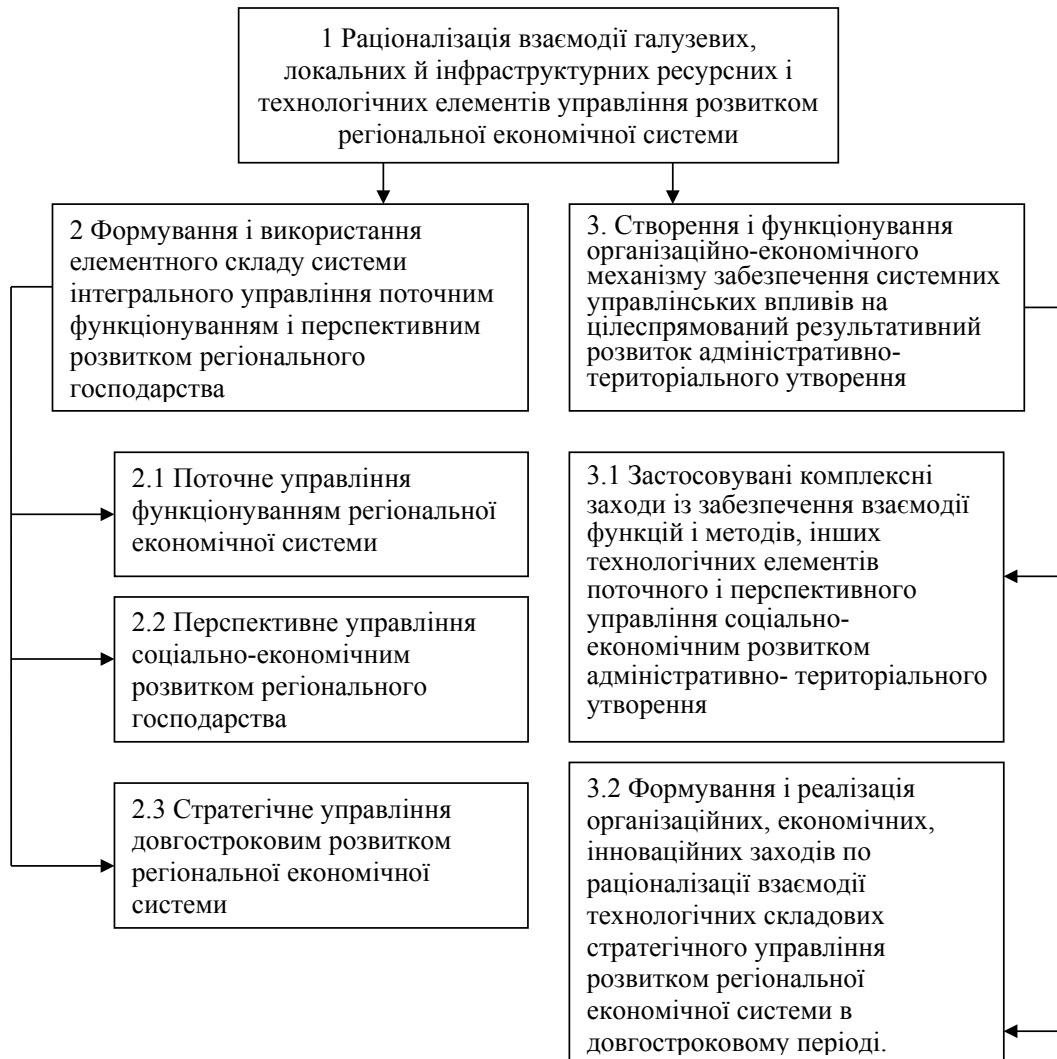 1 Раціоналізація взаємодії галузевих,
локальних й інфраструктурних ресурсних і
технологічних елементів управління розвитком
регіональної економічної системи
2 Формування і використання
елементного складу системи
інтегрального управління поточним
функціонуванням і перспективним
розвитком регіонального
господарства
3. Створення і функціонування
організаційно-економічного
механізму забезпечення системних
управлінських впливів на
цілеспрямований результативний
розвиток адміністративно-
територіального утворення
2.1 Поточне управління
функціонуванням регіональної
економічної системи
2.2 Перспективне управління
соціально-економічним
розвитком регіонального
господарства
2.3 Стратегічне управління
довгостроковим розвитком
регіональної економічної
системи
3.1 Застосовувані комплексні
заходи із забезпечення взаємодії
функцій і методів, інших
технологічних елементів
поточного і перспективного
управління соціально-
економічним розвитком
адміністративно- територіального
утворення
3.2 Формування і реалізація
організаційних, економічних,
інноваційних заходів по
раціоналізації взаємодії
технологічних складових
стратегічного управління
розвитком регіональної
економічної системи в
довгостроковому періоді.